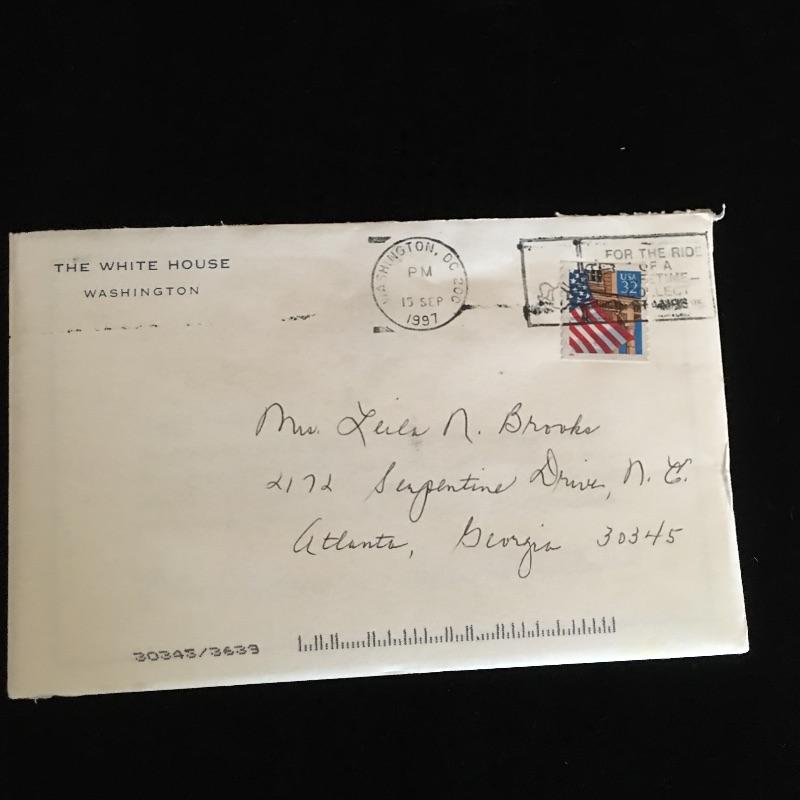 THE WHITE HOUSE
WASHINGTON
WASHINGTON, DC 200
PM
15 SEP
1997
FOR THE RIDE
OF A
USA
32
Mrs. Leila N. Brooks
2172 Serpentine Drive, N. E.
Atlanta, Georgia 30345
30345/3639